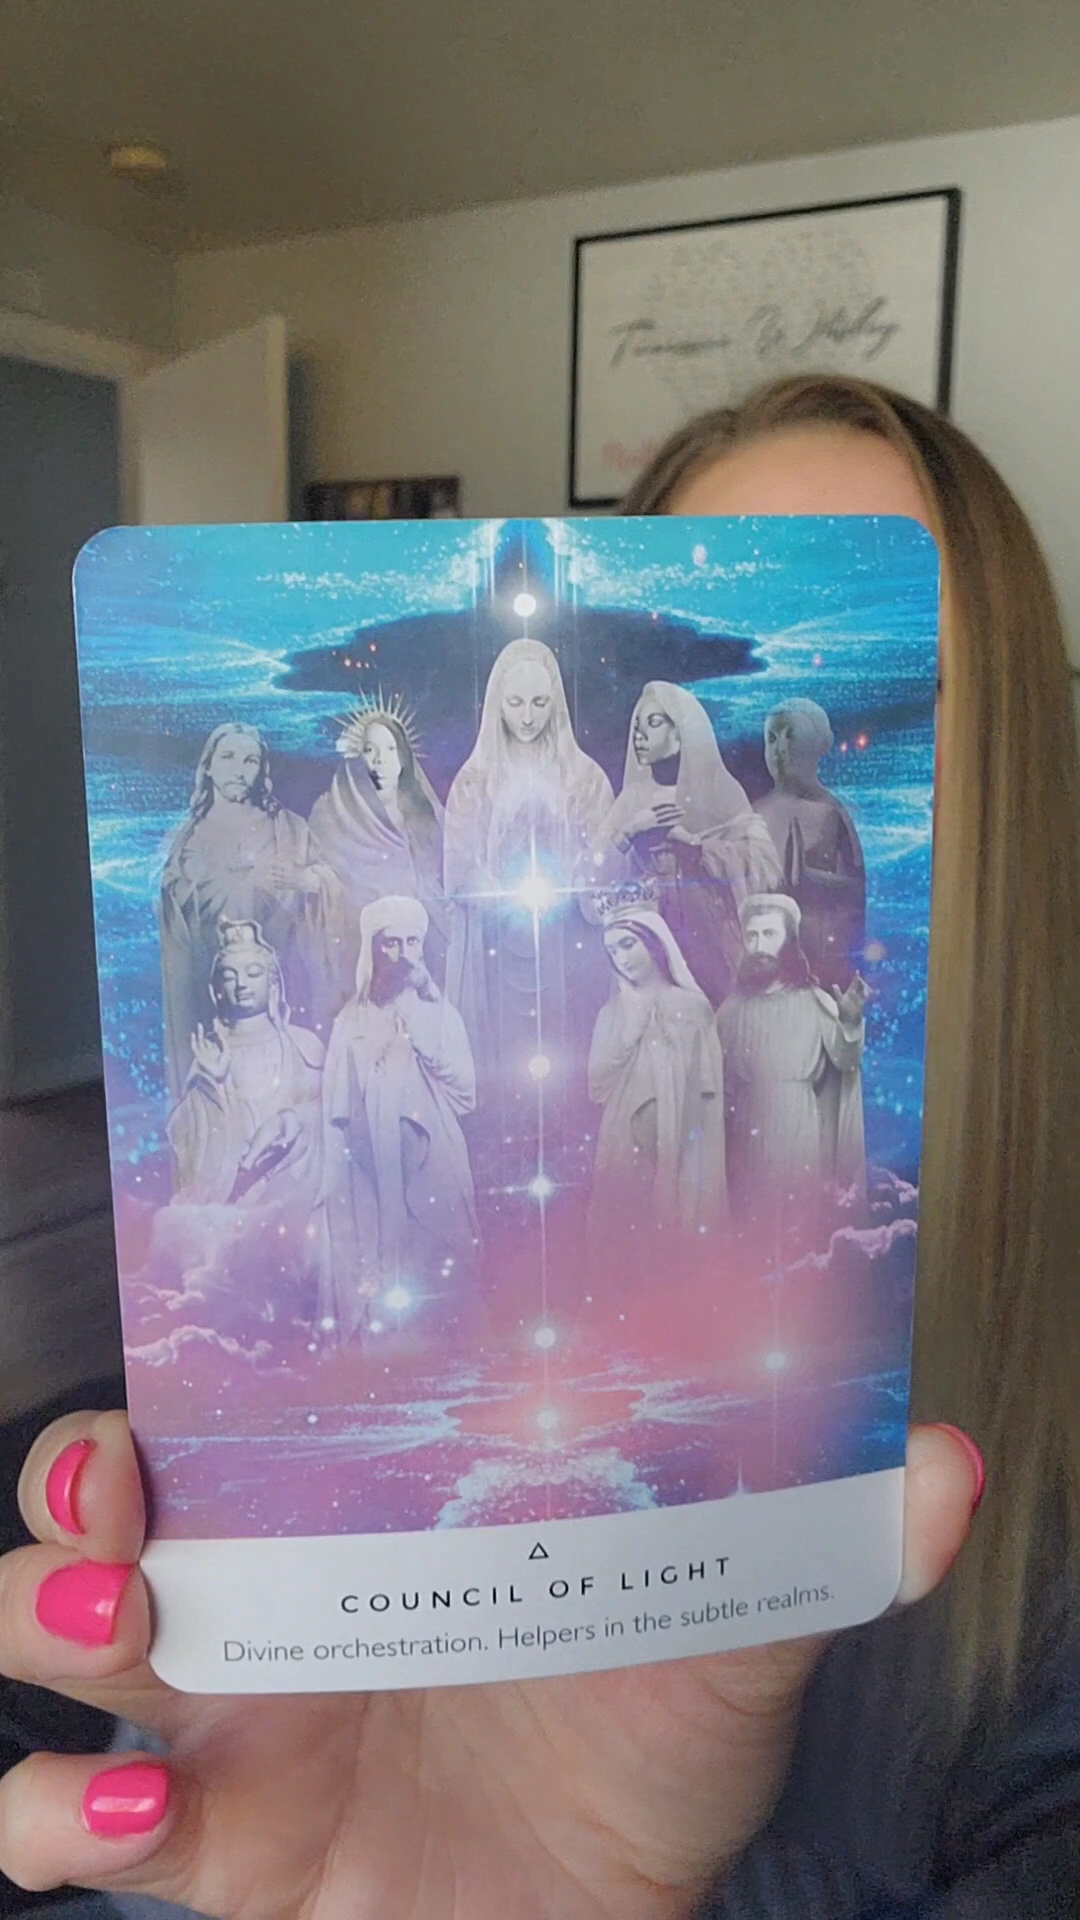 COUNCIL OF LIGHT
Divine orchestration. Helpers in the subtle realms.